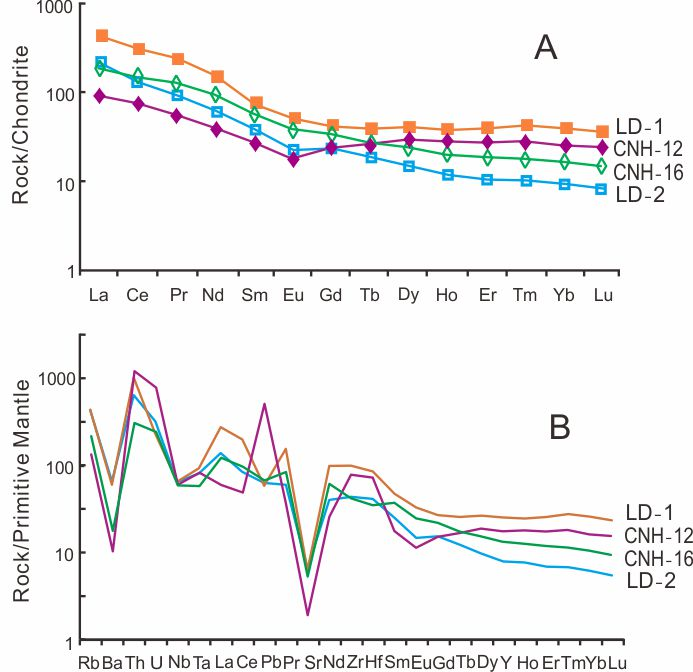 1000
A
100
Rock/Chondrite
LD-1
CNH-12
CNH-16
10
LD-2
1
La Ce Pr Nd Sm Eu Gd Tb Dy Ho Er Tm Yb Lu
1000
B
100
Rock/Primitive Mantle
LD-1
CNH-12
10
CNH-16
LD-2
1
Rb Ba Th U Nb Ta La Ce Pb Pr Sr Nd Zr Hf Sm Eu Gd Tb Dy Y Ho Er Tm Yb Lu